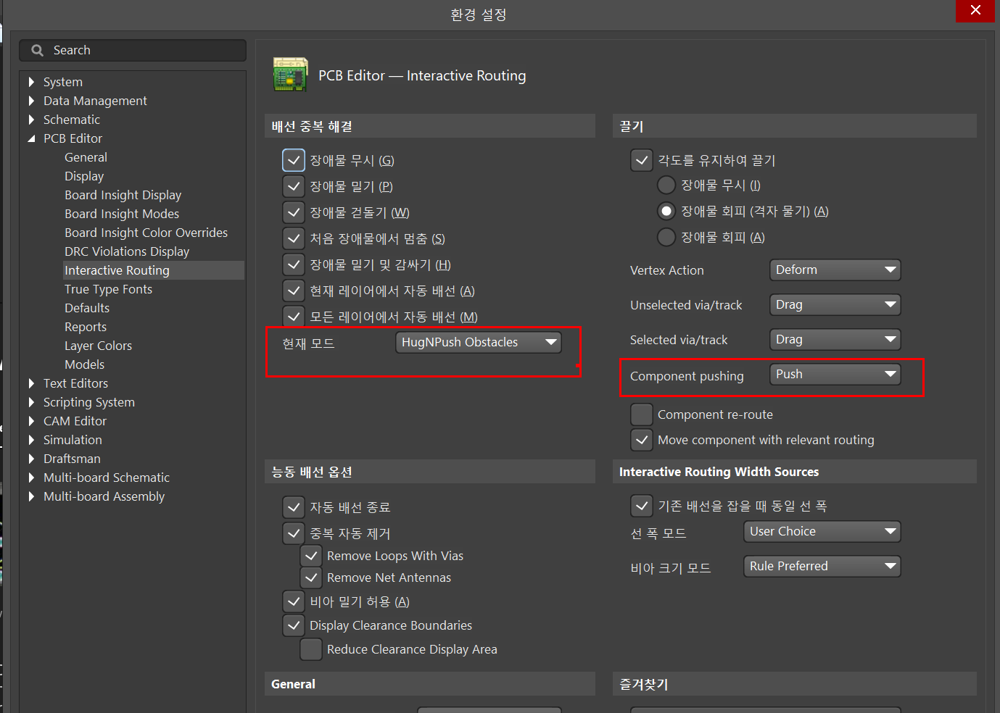 환경 설정
Search
System
Data Management
Schematic
PCB Editor
General
Display
Board Insight Display
Board Insight Modes
Board Insight Color Overrides
DRC Violations Display
Interactive Routing
True Type Fonts
Defaults
Reports
Layer Colors
Models
Text Editors
Scripting System
CAM Editor
Simulation
Draftsman
Multi-board Schematic
Multi-board Assembly
PCB Editor — Interactive Routing
배선 중복 해결
장애물 무시 (G)
장애물 밀기 (P)
장애물 걷돌기 (W)
처음 장애물에서 멈춤 (S)
장애물 밀기 및 감싸기 (H)
현재 레이어에서 자동 배선 (A)
모든 레이어에서 자동 배선 (M)
현재 모드 HugNPush Obstacles
끌기
각도를 유지하여 끌기
장애물 무시 (I)
장애물 회피 (격자 물기) (A)
장애물 회피 (A)
Vertex Action Deform
Unselected via/track Drag
Selected via/track Drag
Component pushing Push
Component re-route
Move component with relevant routing
능동 배선 옵션
자동 배선 종료
중복 자동 제거
Remove Loops With Vias
Remove Net Antennas
비아 밀기 허용 (A)
Display Clearance Boundaries
Reduce Clearance Display Area
Interactive Routing Width Sources
기존 배선을 잡을 때 동일 선 폭
선 폭 모드 User Choice
비아 크기 모드 Rule Preferred
General
즐겨찾기